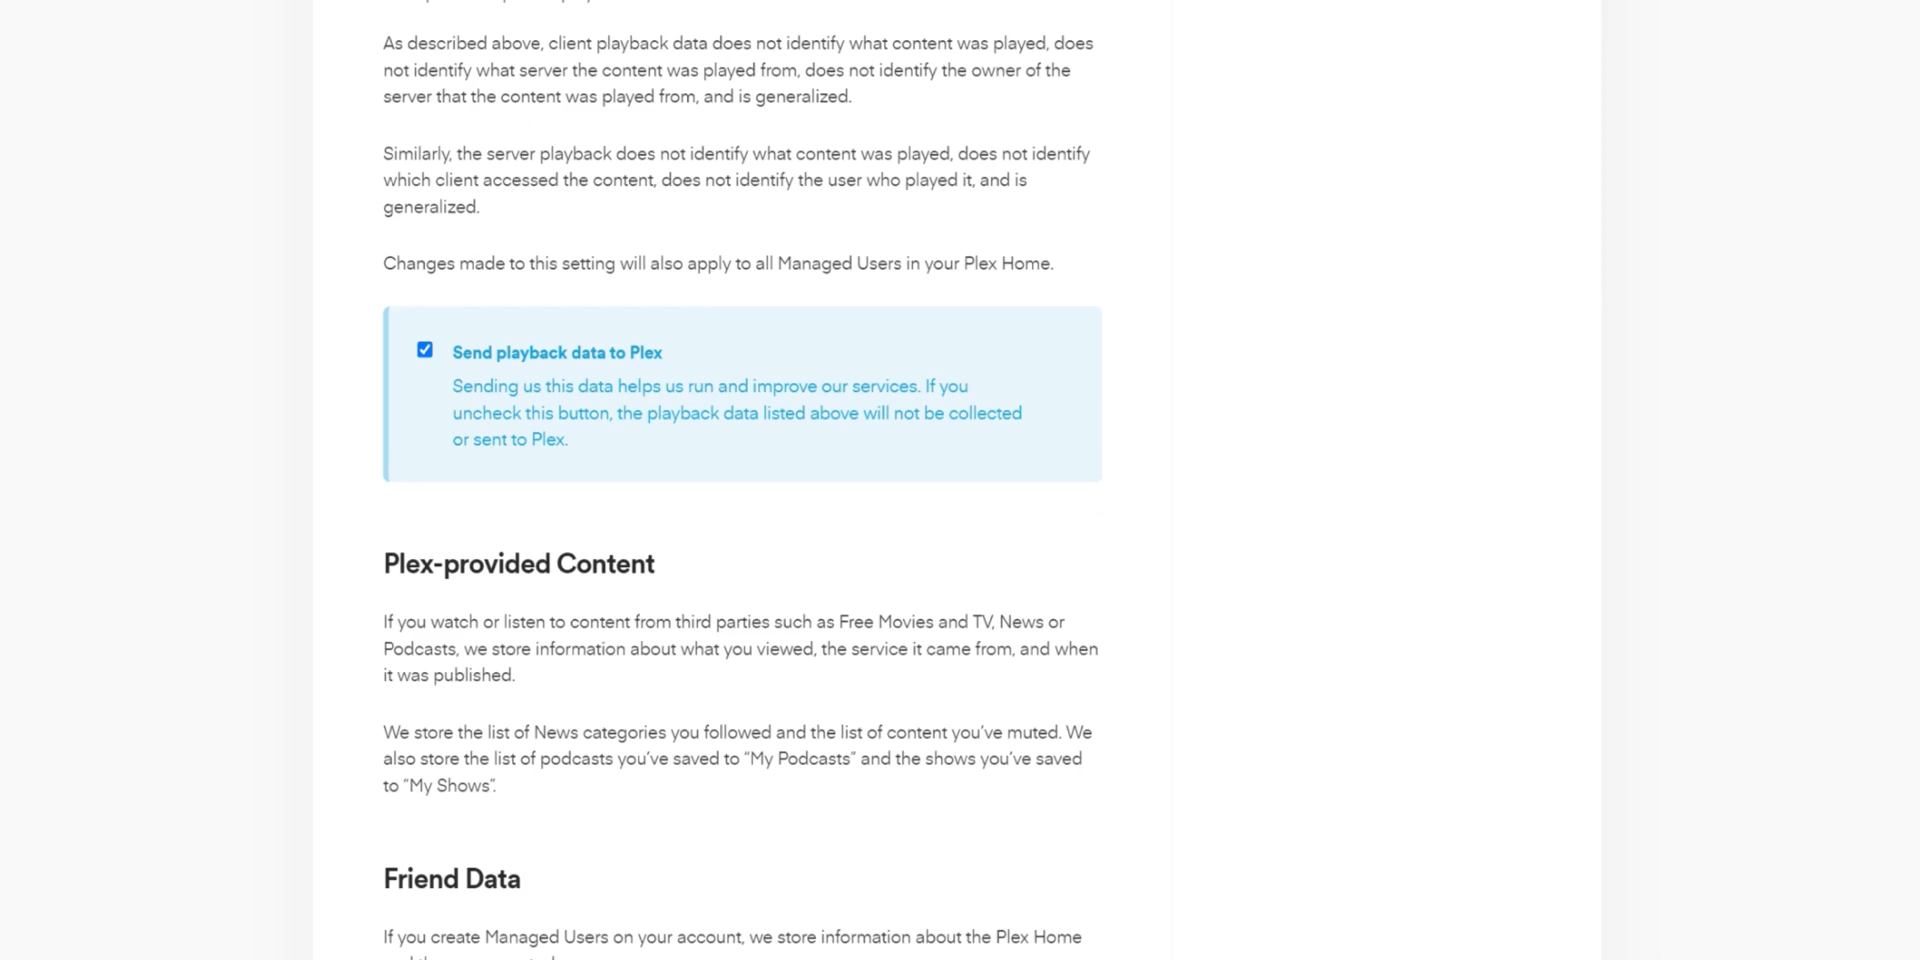 As described above, client playback data does not identify what content was played, does
not identify what server the content was played from, does not identify the owner of the
server that the content was played from, and is generalized.
Similarly, the server playback does not identify what content was played, does not identify
which client accessed the content, does not identify the user who played it, and is
generalized.
Changes made to this setting will also apply to all Managed Users in your Plex Home.
Send playback data to Plex
Sending us this data helps us run and improve our services. If you
uncheck this button, the playback data listed above will not be collected
or sent to Plex.
Plex-provided Content
If you watch or listen to content from third parties such as Free Movies and TV, News or
Podcasts, we store information about what you viewed, the service it came from, and when
it was published.
We store the list of News categories you followed and the list of content you’ve muted. We
also store the list of podcasts you’ve saved to “My Podcasts” and the shows you’ve saved
to “My Shows”.
Friend Data
If you create Managed Users on your account, we store information about the Plex Home